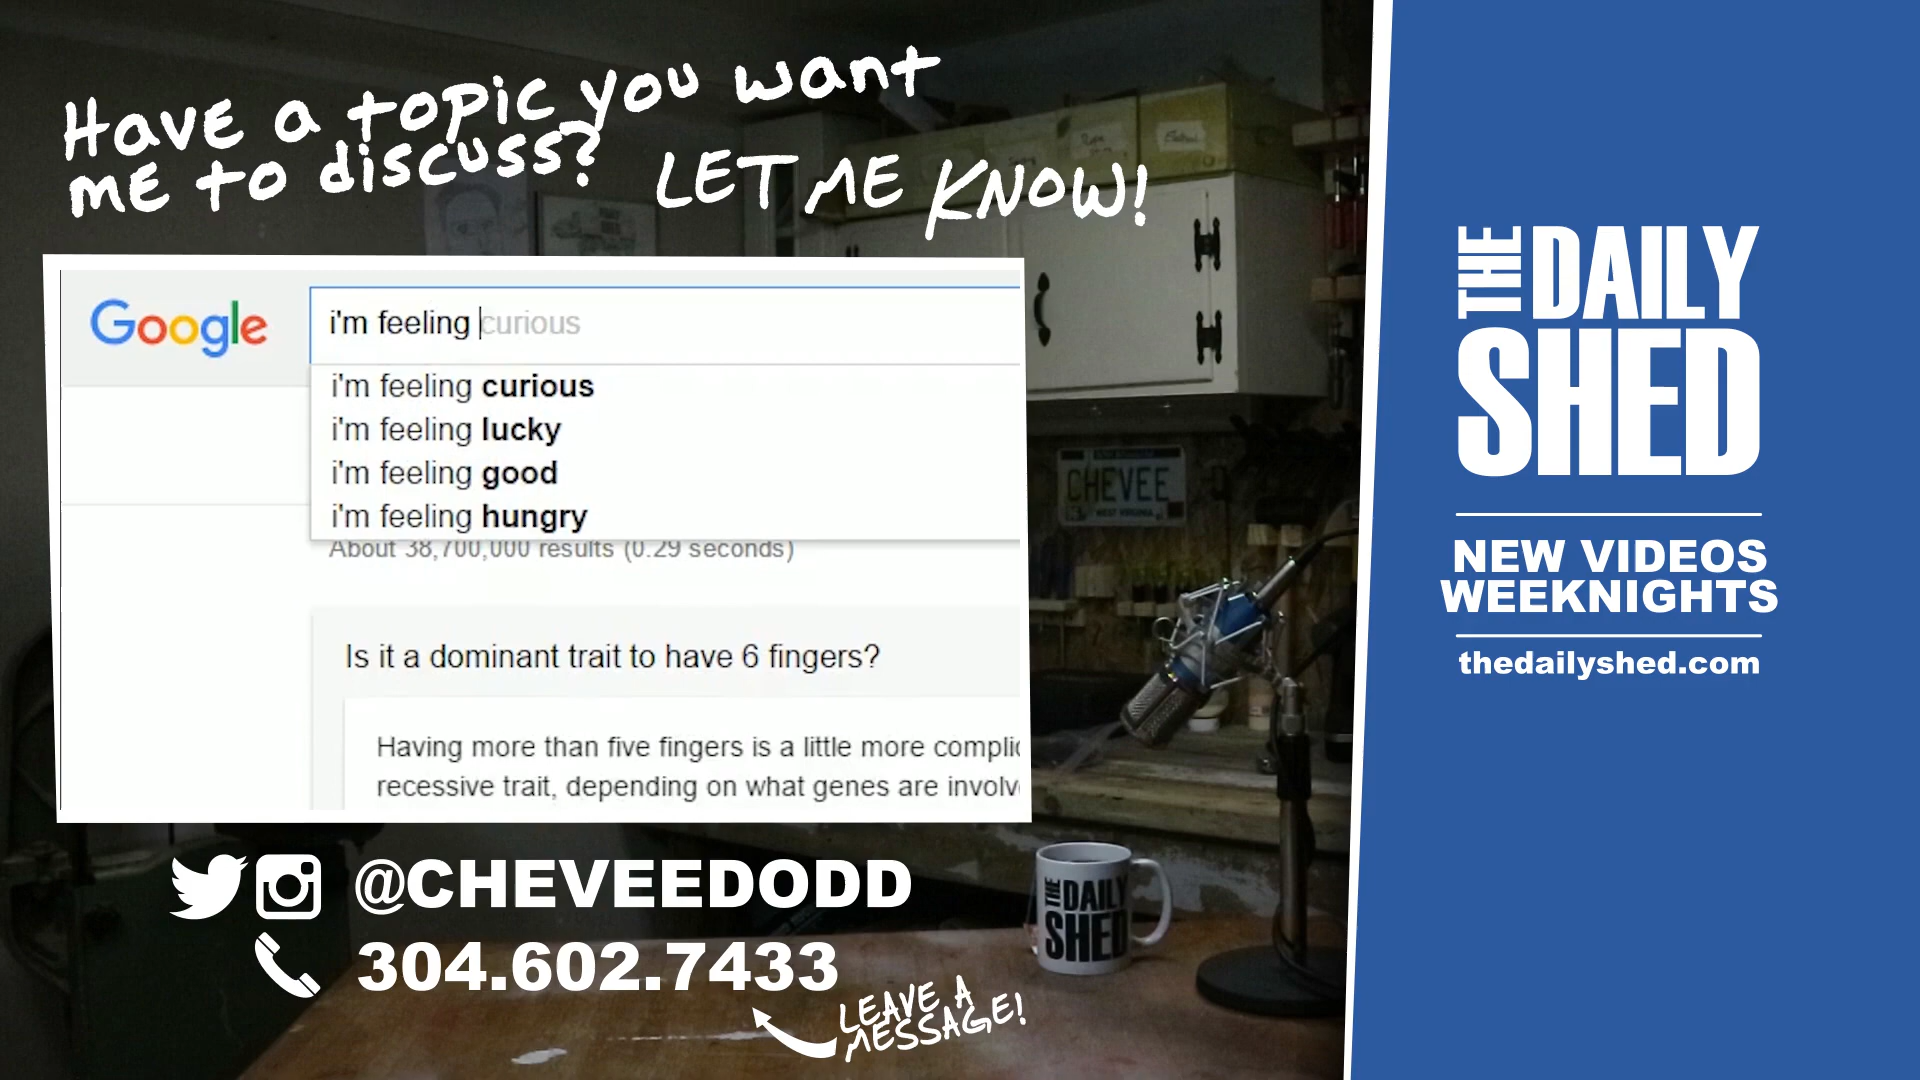 Have a topic you want
me to discuss? LET ME KNOW!
Google
i'm feeling curious
i'm feeling curious
i'm feeling lucky
i'm feeling good
i'm feeling hungry
About 38,700,000 results (0.29 seconds)
Is it a dominant trait to have 6 fingers?
Having more than five fingers is a little more complic
recessive trait, depending on what genes are involv
@CHEVEEDODD
304.602.7433
LEAVE A
MESSAGE!
CHEVEE
WEST VIRGINIA
THE DAILY
SHED
THE DAILY
SHED
NEW VIDEOS
WEEKNIGHTS
thedailyshed.com